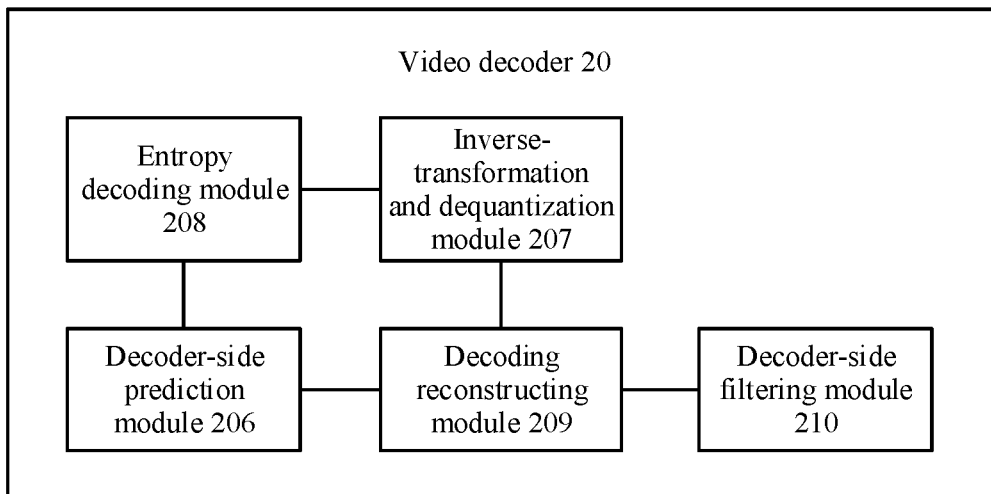 Video decoder 20
Entropy
decoding module
208
Inverse-
transformation
and dequantization
module 207
Decoder-side
prediction
module 206
Decoding
reconstructing
module 209
Decoder-side
filtering module
210